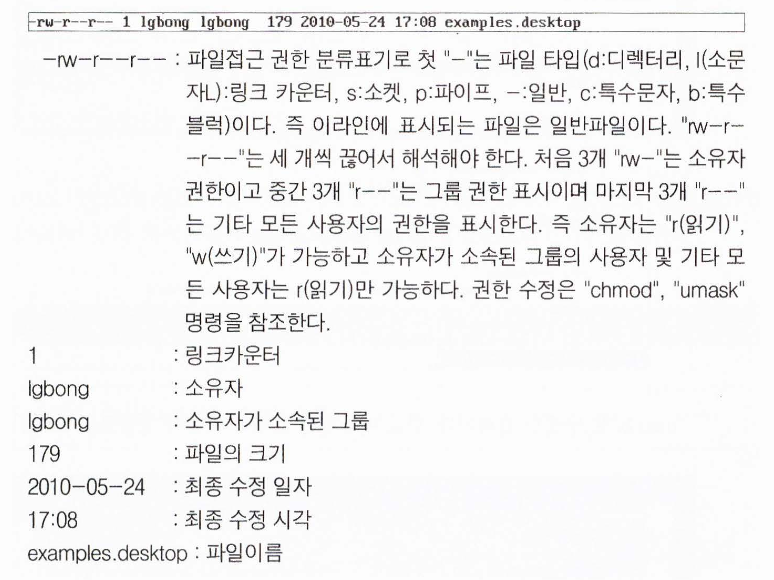 -rw-r--r-- 1 lgbong lgbong 179 2010-05-24 17:08 examples.desktop
-rw-r--r-- : 파일접근 권한 분류표기로 첫 "-"는 파일 타입(d:디렉터리, l(소문
자L):링크 카운터, s:소켓, p:파이프, -:일반, c:특수문자, b:특수
블럭)이다. 즉 이라인에 표시되는 파일은 일반파일이다. "rw-r-
-r--"는 세 개씩 끊어서 해석해야 한다. 처음 3개 "rw-"는 소유자
권한이고 중간 3개 "r--"는 그룹 권한 표시이며 마지막 3개 "r--"
는 기타 모든 사용자의 권한을 표시한다. 즉 소유자는 "r(읽기)",
"w(쓰기)"가 가능하고 소유자가 소속된 그룹의 사용자 및 기타 모
든 사용자는 r(읽기)만 가능하다. 권한 수정은 "chmod", "umask"
명령을 참조한다.
1 : 링크카운터
lgbong : 소유자
lgbong : 소유자가 소속된 그룹
179 : 파일의 크기
2010-05-24 : 최종 수정 일자
17:08 : 최종 수정 시각
examples.desktop : 파일이름